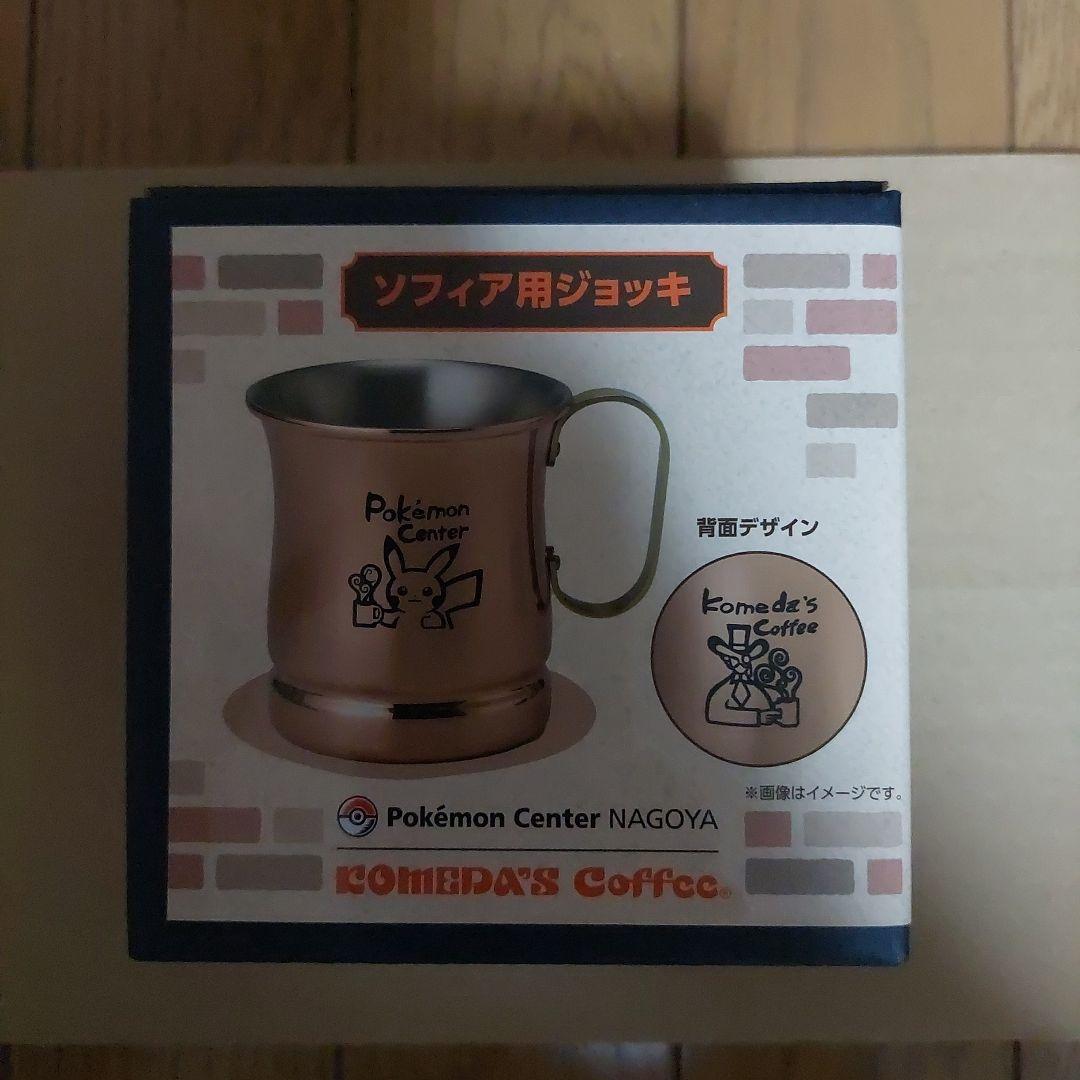 ソフィア用ジョッキ
Pokémon
Center
背面デザイン
Komeda's
Coffee
※画像はイメージです。
Pokémon Center NAGOYA
KOMEDA'S Coffee®